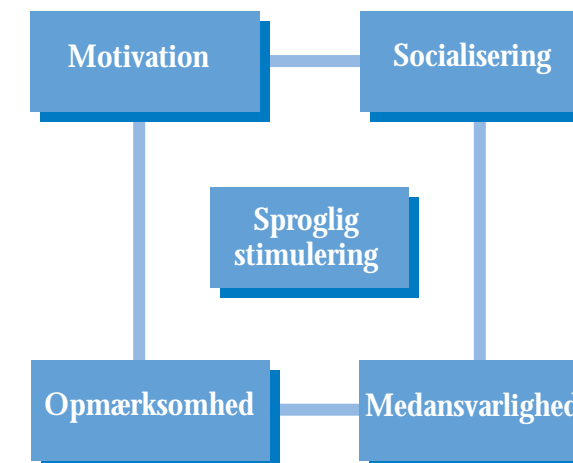 Motivation
Socialisering
Sproglig
stimulering
Opmærksomhed
Medansvarlighed